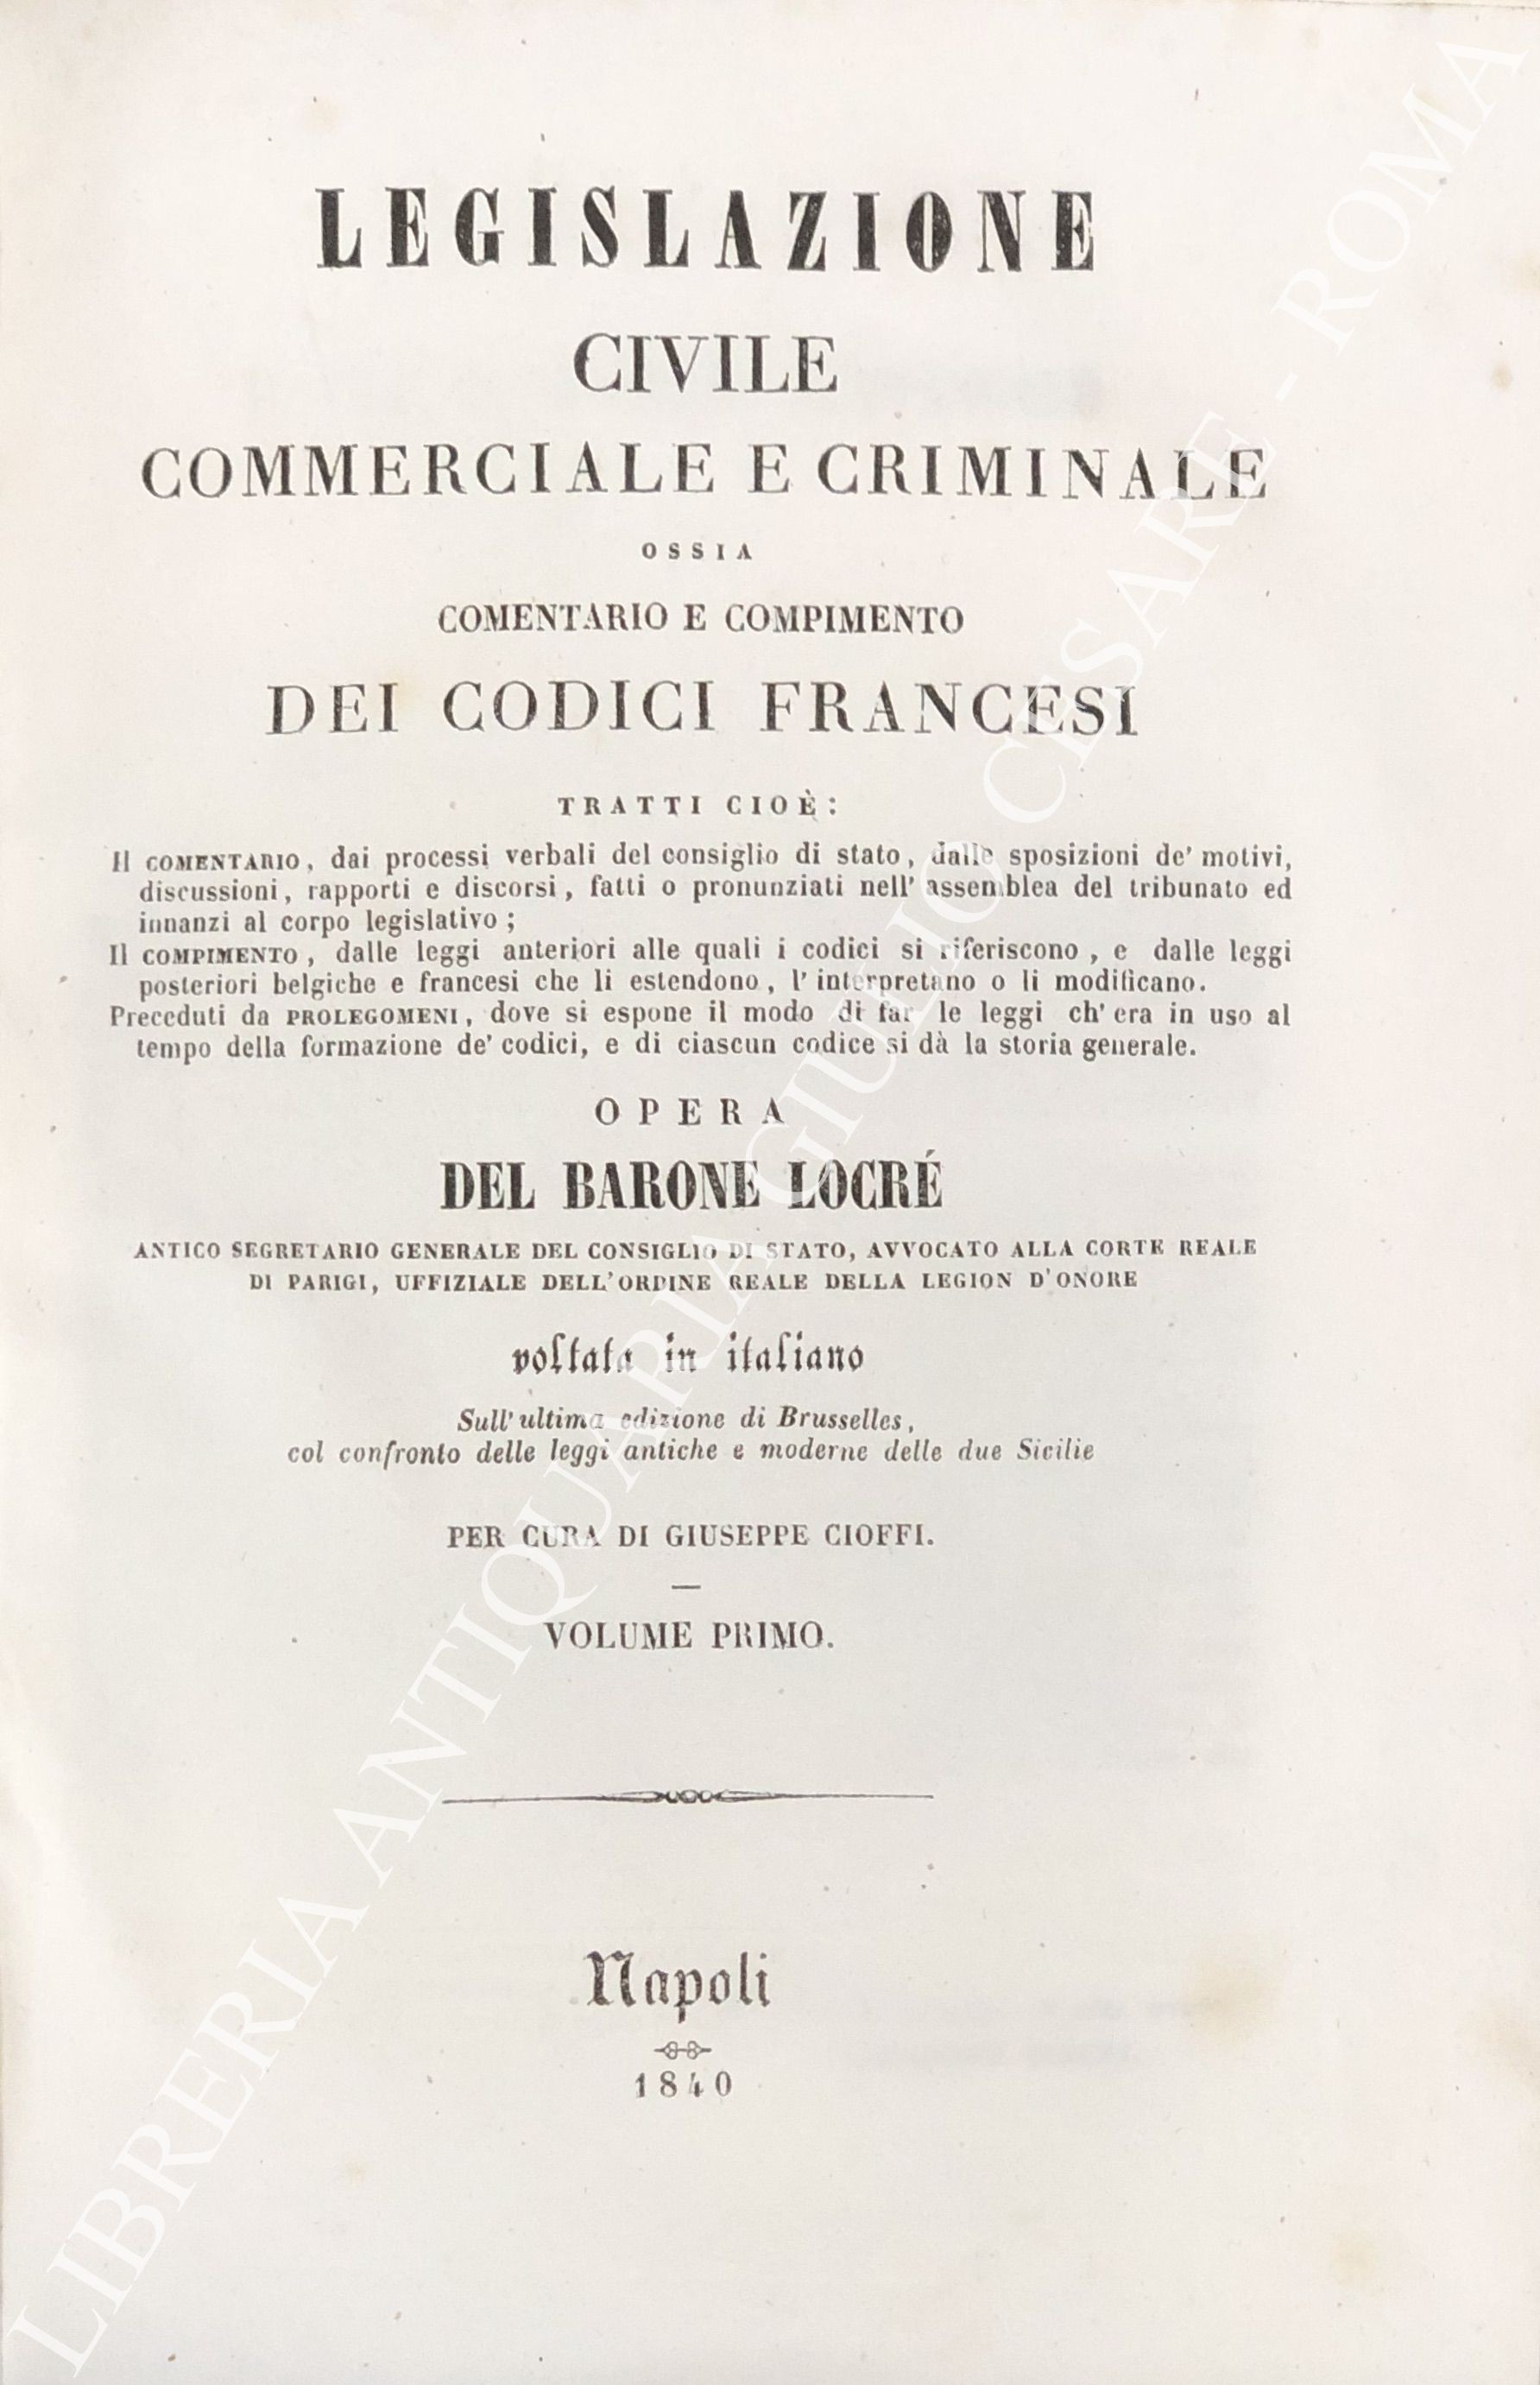 LEGISLAZIONE
CIVILE
COMMERCIALE E CRIMINALE
OSSIA
COMENTARIO E COMPIMENTO
DEI CODICI FRANCESI
TRATTI CIOÈ:
Il COMENTARIO, dai processi verbali del consiglio di stato, dalle sposizioni de' motivi,
discussioni, rapporti e discorsi, fatti o pronunziati nell' assemblea del tribunato ed
innanzi al corpo legislativo;
Il COMPIMENTO, dalle leggi anteriori alle quali i codici si riferiscono, e dalle leggi
posteriori belgiche e francesi che li estendono, l' interpretano o li modificano.
Preceduti da PROLEGOMENI, dove si espone il modo di far le leggi ch' era in uso al
tempo della formazione de' codici, e di ciascun codice si dà la storia generale.
OPERA
DEL BARONE LOCRÉ
ANTICO SEGRETARIO GENERALE DEL CONSIGLIO DI STATO, AVVOCATO ALLA CORTE REALE
DI PARIGI, UFFIZIALE DELL'ORDINE REALE DELLA LEGION D'ONORE
voltata in italiano
Sull' ultima edizione di Brusselles,
col confronto delle leggi antiche e moderne delle due Sicilie
PER CURA DI GIUSEPPE CIOFFI.
VOLUME PRIMO.
Napoli
1840
LIBRERIA ANTIQUARIA GIULIO CESARE - ROMA